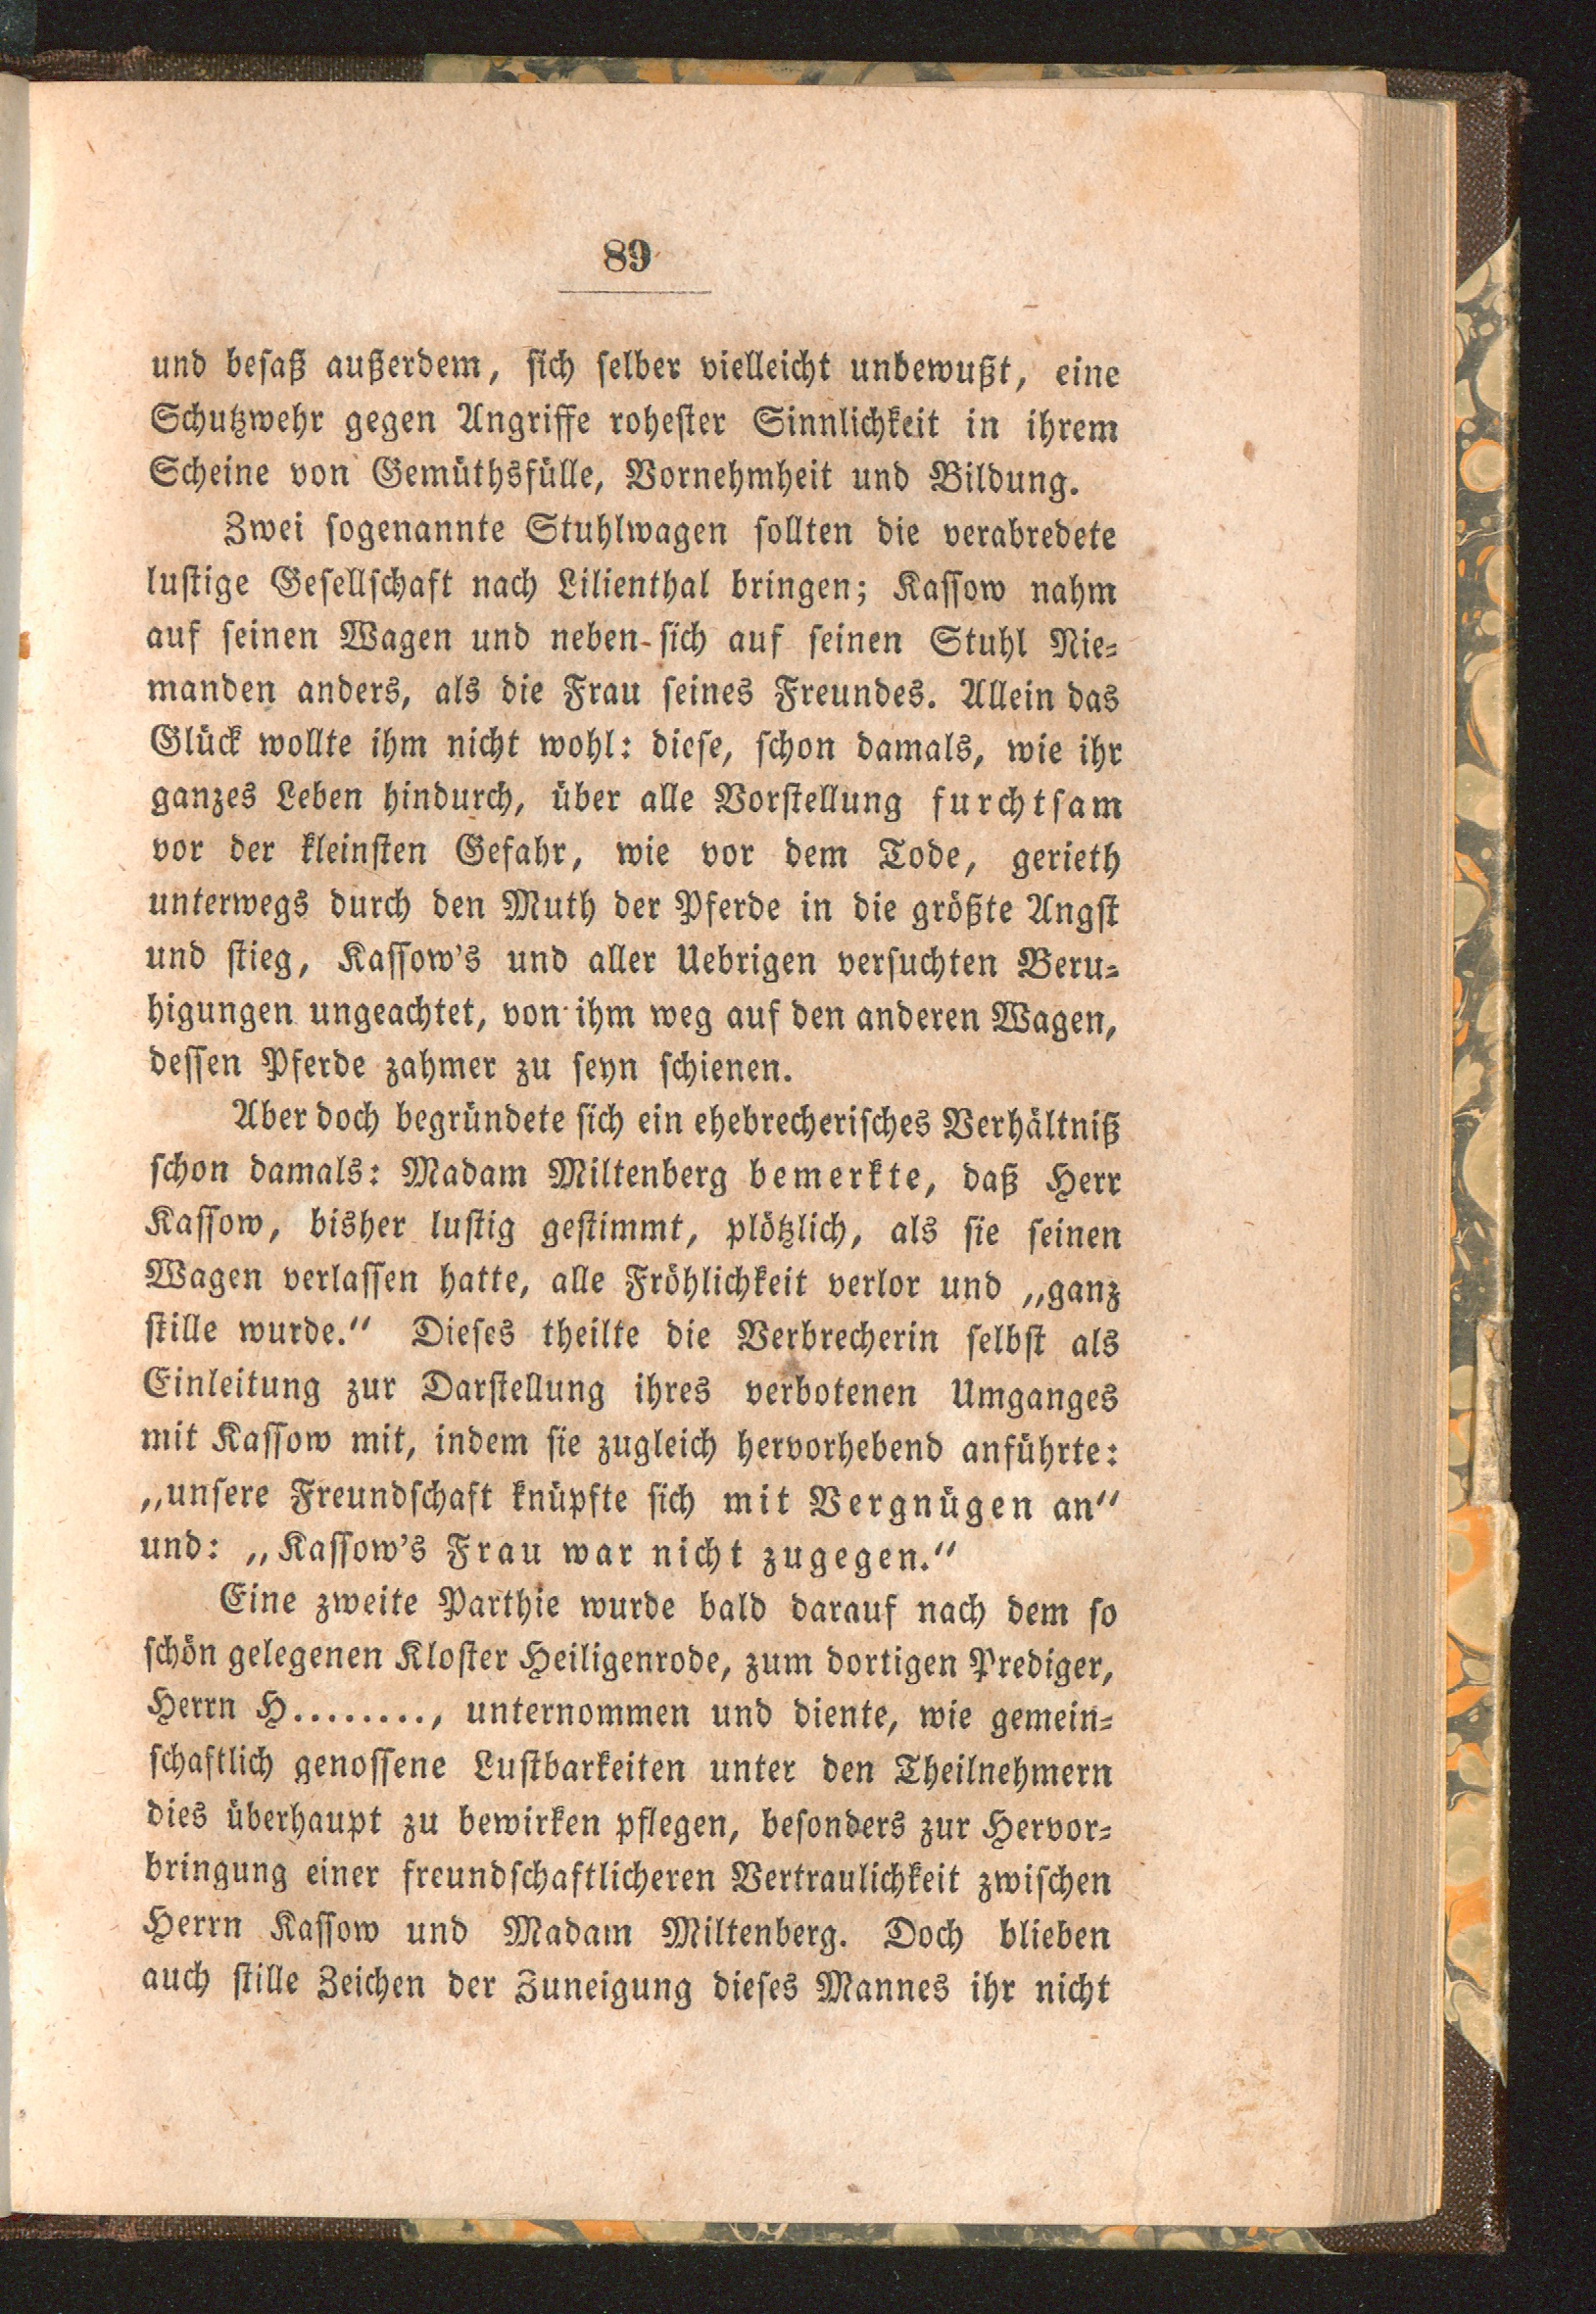 89
und besaß außerdem, sich selber vielleicht unbewußt, eine
Schutzwehr gegen Angriffe rohester Sinnlichkeit in ihrem
Scheine von Gemüthsfülle, Vornehmheit und Bildung.
Zwei sogenannte Stuhlwagen sollten die verabredete
lustige Gesellschaft nach Lilienthal bringen; Kassow nahm
auf seinen Wagen und neben sich auf seinen Stuhl Nie-
manden anders, als die Frau seines Freundes. Allein das
Glück wollte ihm nicht wohl: diese, schon damals, wie ihr
ganzes Leben hindurch, über alle Vorstellung furchtsam
vor der kleinsten Gefahr, wie vor dem Tode, gerieth
unterwegs durch den Muth der Pferde in die größte Angst
und stieg, Kassow's und aller Uebrigen versuchten Beru-
higungen ungeachtet, von ihm weg auf den anderen Wagen,
dessen Pferde zahmer zu seyn schienen.
Aber doch begründete sich ein ehebrecherisches Verhältniß
schon damals: Madam Miltenberg bemerkte, daß Herr
Kassow, bisher lustig gestimmt, plötzlich, als sie seinen
Wagen verlassen hatte, alle Fröhlichkeit verlor und „ganz
stille wurde.“ Dieses theilte die Verbrecherin selbst als
Einleitung zur Darstellung ihres verbotenen Umganges
mit Kassow mit, indem sie zugleich hervorhebend anführte:
„unsere Freundschaft knüpfte sich mit Vergnügen an“
und: „Kassow's Frau war nicht zugegen.“
Eine zweite Parthie wurde bald darauf nach dem so
schön gelegenen Kloster Heiligenrode, zum dortigen Prediger,
Herrn H........, unternommen und diente, wie gemein-
schaftlich genossene Lustbarkeiten unter den Theilnehmern
dies überhaupt zu bewirken pflegen, besonders zur Hervor-
bringung einer freundschaftlicheren Vertraulichkeit zwischen
Herrn Kassow und Madam Miltenberg. Doch blieben
auch stille Zeichen der Zuneigung dieses Mannes ihr nicht